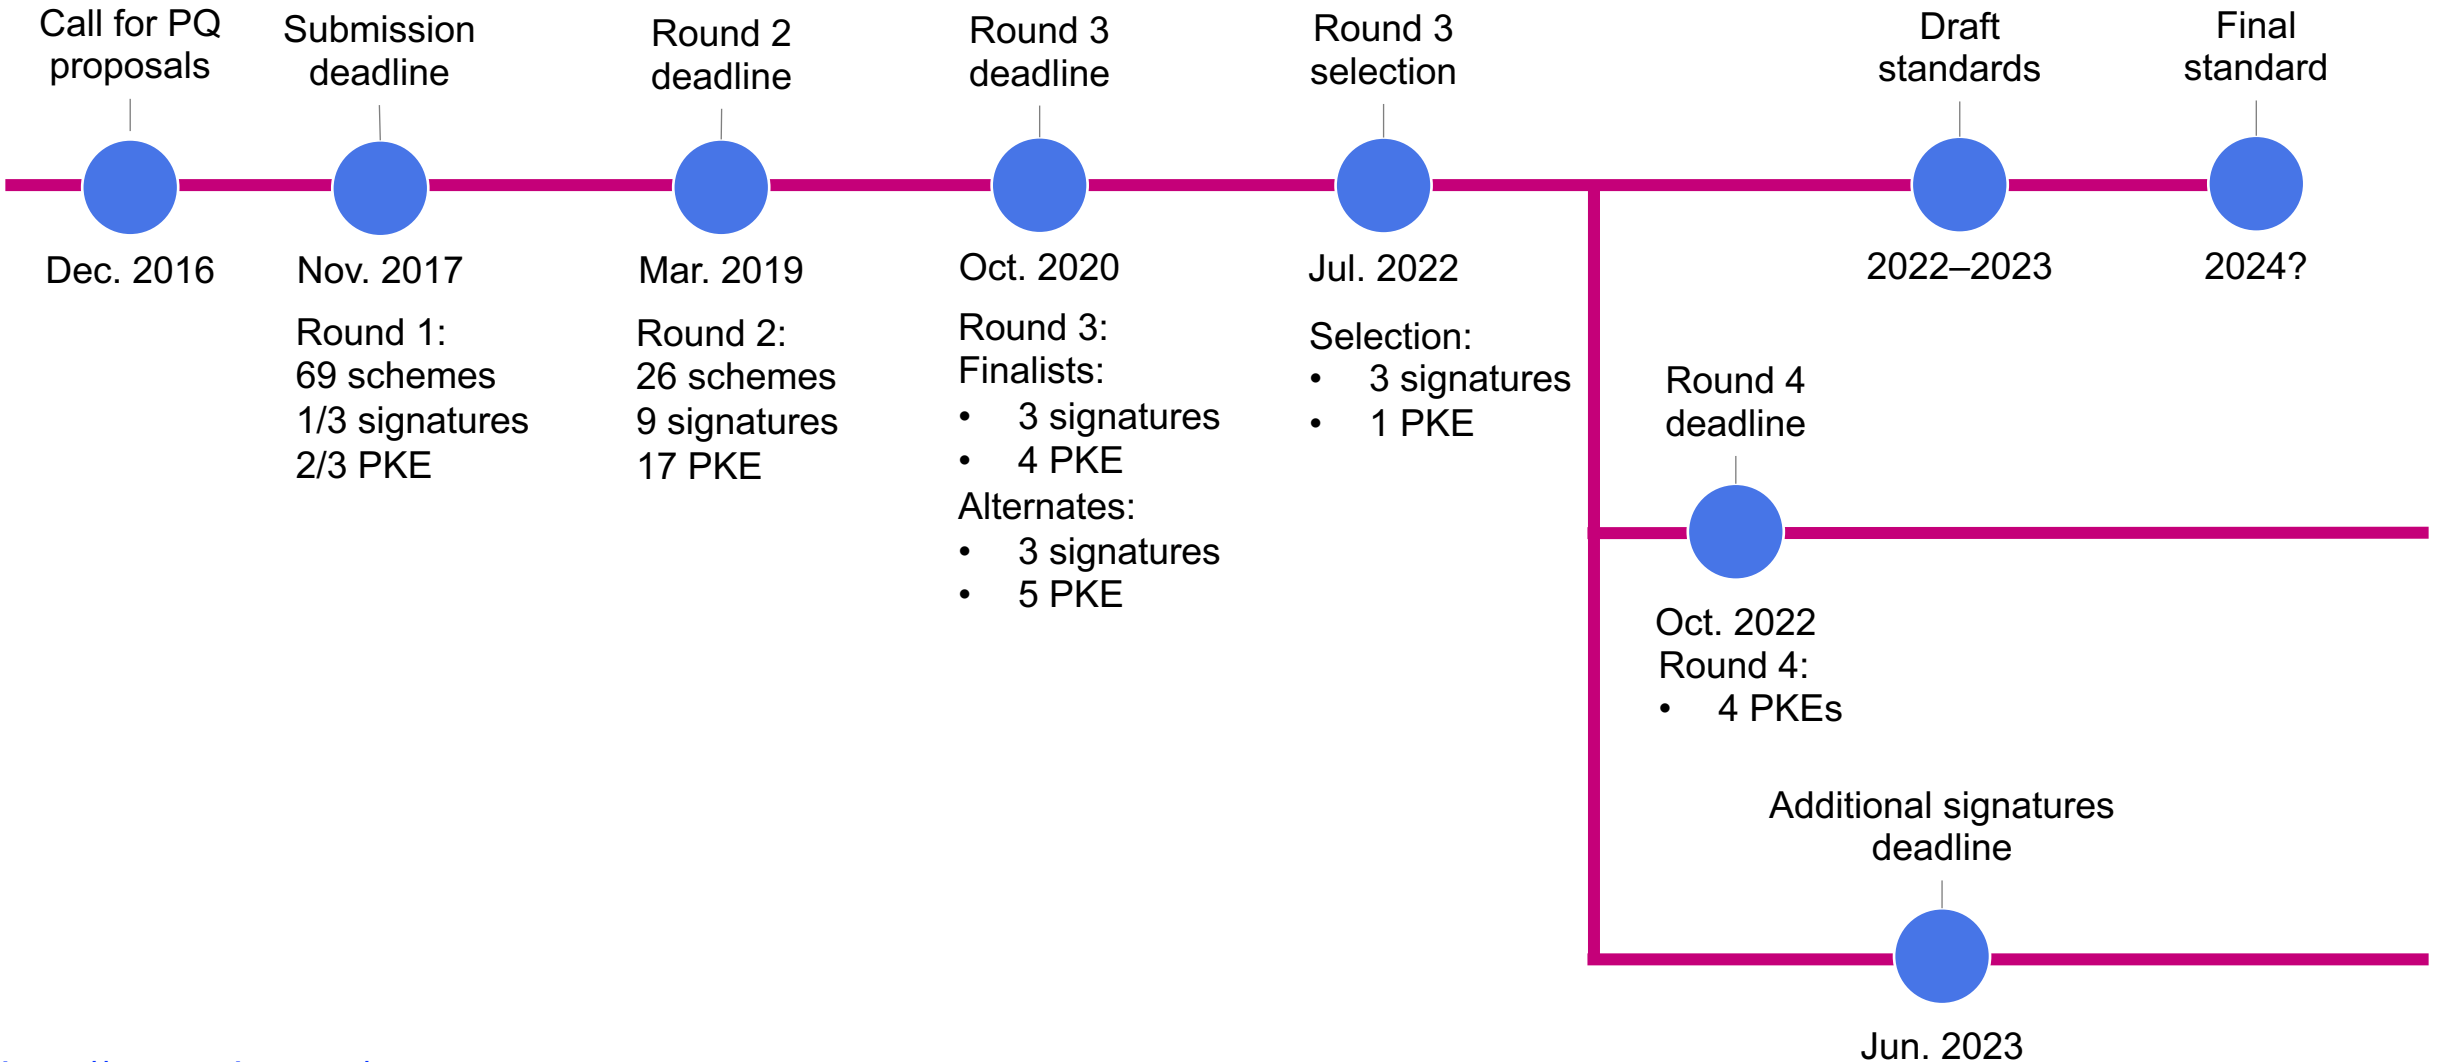 Call for PQ
proposals
Dec. 2016
Submission
deadline
Nov. 2017
Round 1:
69 schemes
1/3 signatures
2/3 PKE
Round 2
deadline
Mar. 2019
Round 2:
26 schemes
9 signatures
17 PKE
Round 3
deadline
Oct. 2020
Round 3:
Finalists:
• 3 signatures
• 4 PKE
Alternates:
• 3 signatures
• 5 PKE
Round 3
selection
Jul. 2022
Selection:
• 3 signatures
• 1 PKE
Draft
standards
2022–2023
Final
standard
2024?
Round 4
deadline
Oct. 2022
Round 4:
• 4 PKEs
Additional signatures
deadline
Jun. 2023